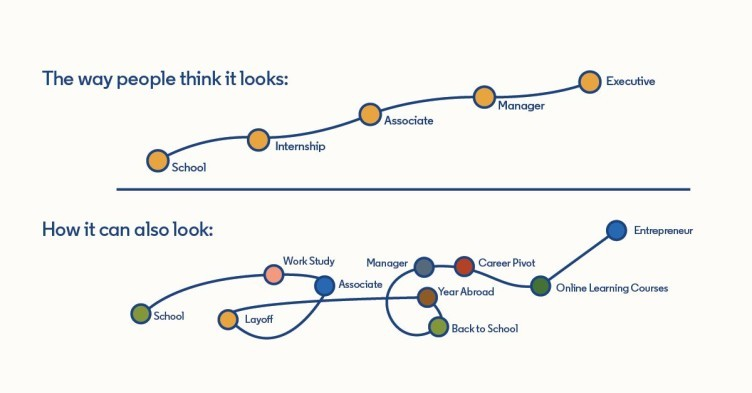 The way people think it looks:
Executive
Manager
Associate
Internship
School
How it can also look:
Entrepreneur
Work Study
Manager
Career Pivot
Associate
Year Abroad
Online Learning Courses
School
Layoff
Back to School